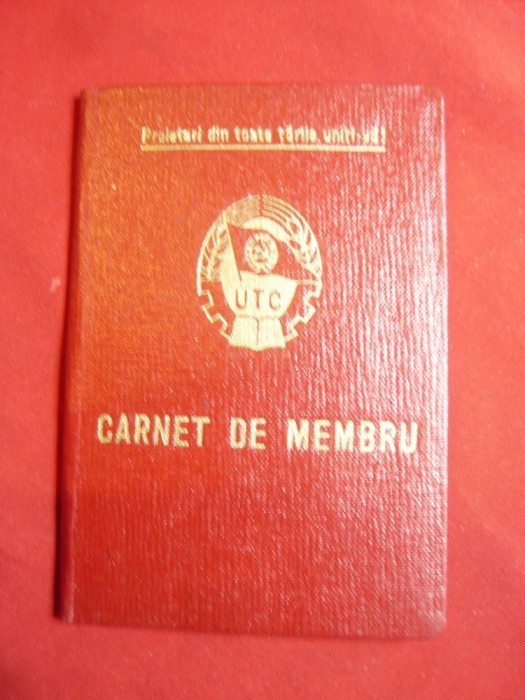 Proletari din toate țările, uniți-vă!
UTC
CARNET DE MEMBRU